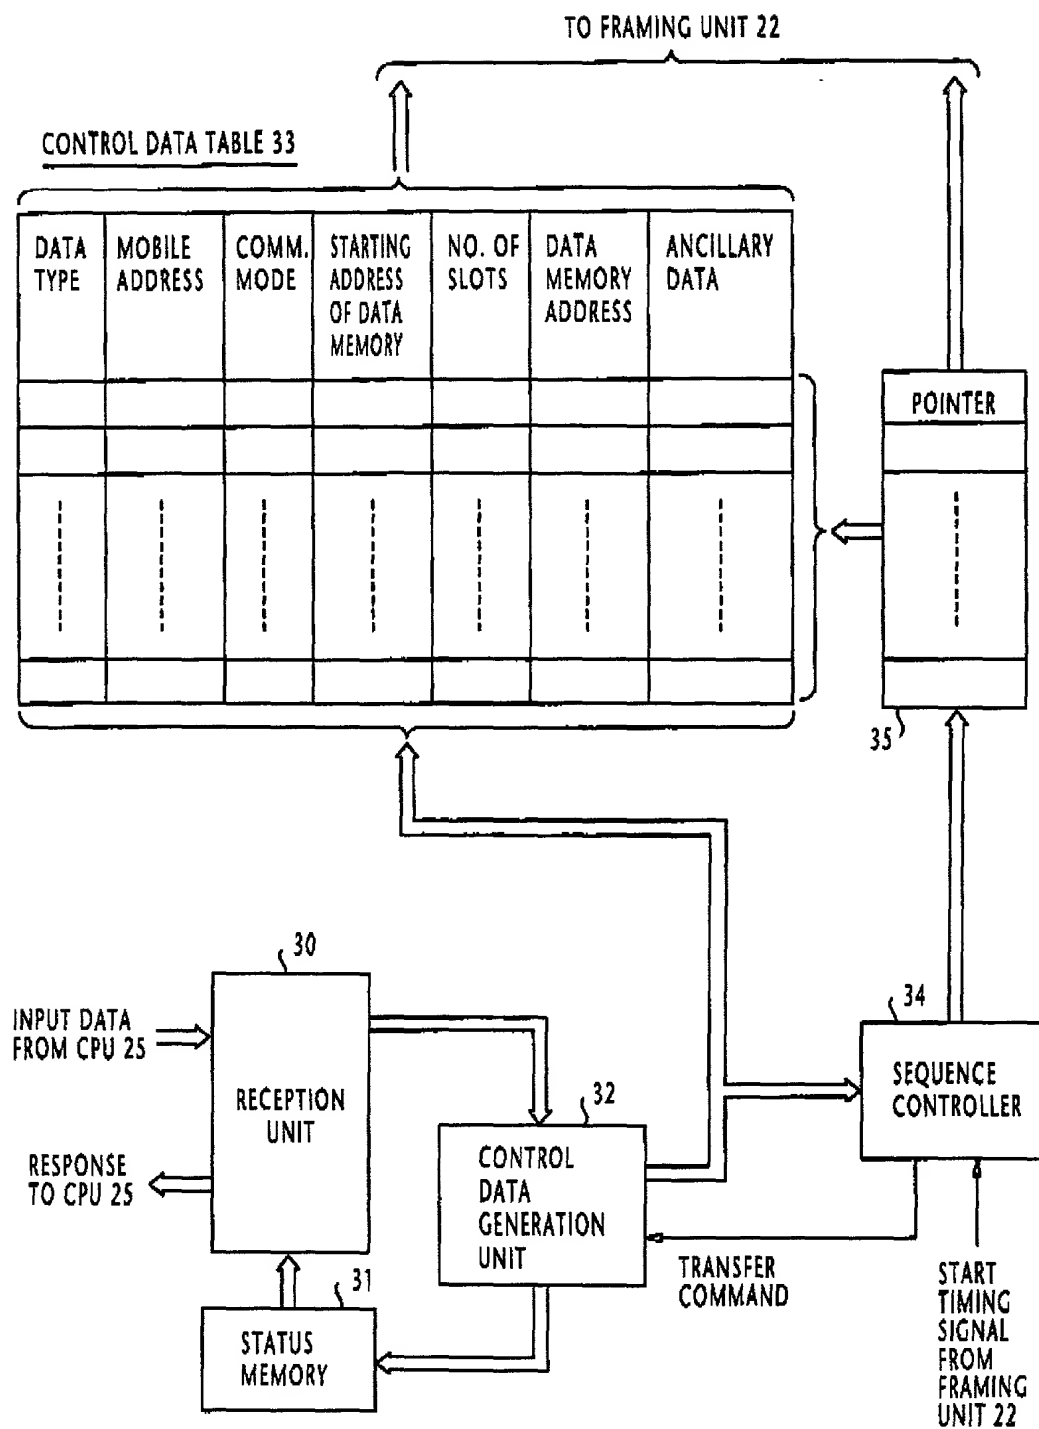 TO FRAMING UNIT 22
CONTROL DATA TABLE 33
DATA
TYPE
MOBILE
ADDRESS
COMM.
MODE
STARTING
ADDRESS
OF DATA
MEMORY
NO. OF
SLOTS
DATA
MEMORY
ADDRESS
ANCILLARY
DATA
POINTER
35
30
INPUT DATA
FROM CPU 25
RECEPTION
UNIT
RESPONSE
TO CPU 25
34
SEQUENCE
CONTROLLER
32
CONTROL
DATA
GENERATION
UNIT
TRANSFER
COMMAND
31
STATUS
MEMORY
START
TIMING
SIGNAL
FROM
FRAMING
UNIT 22